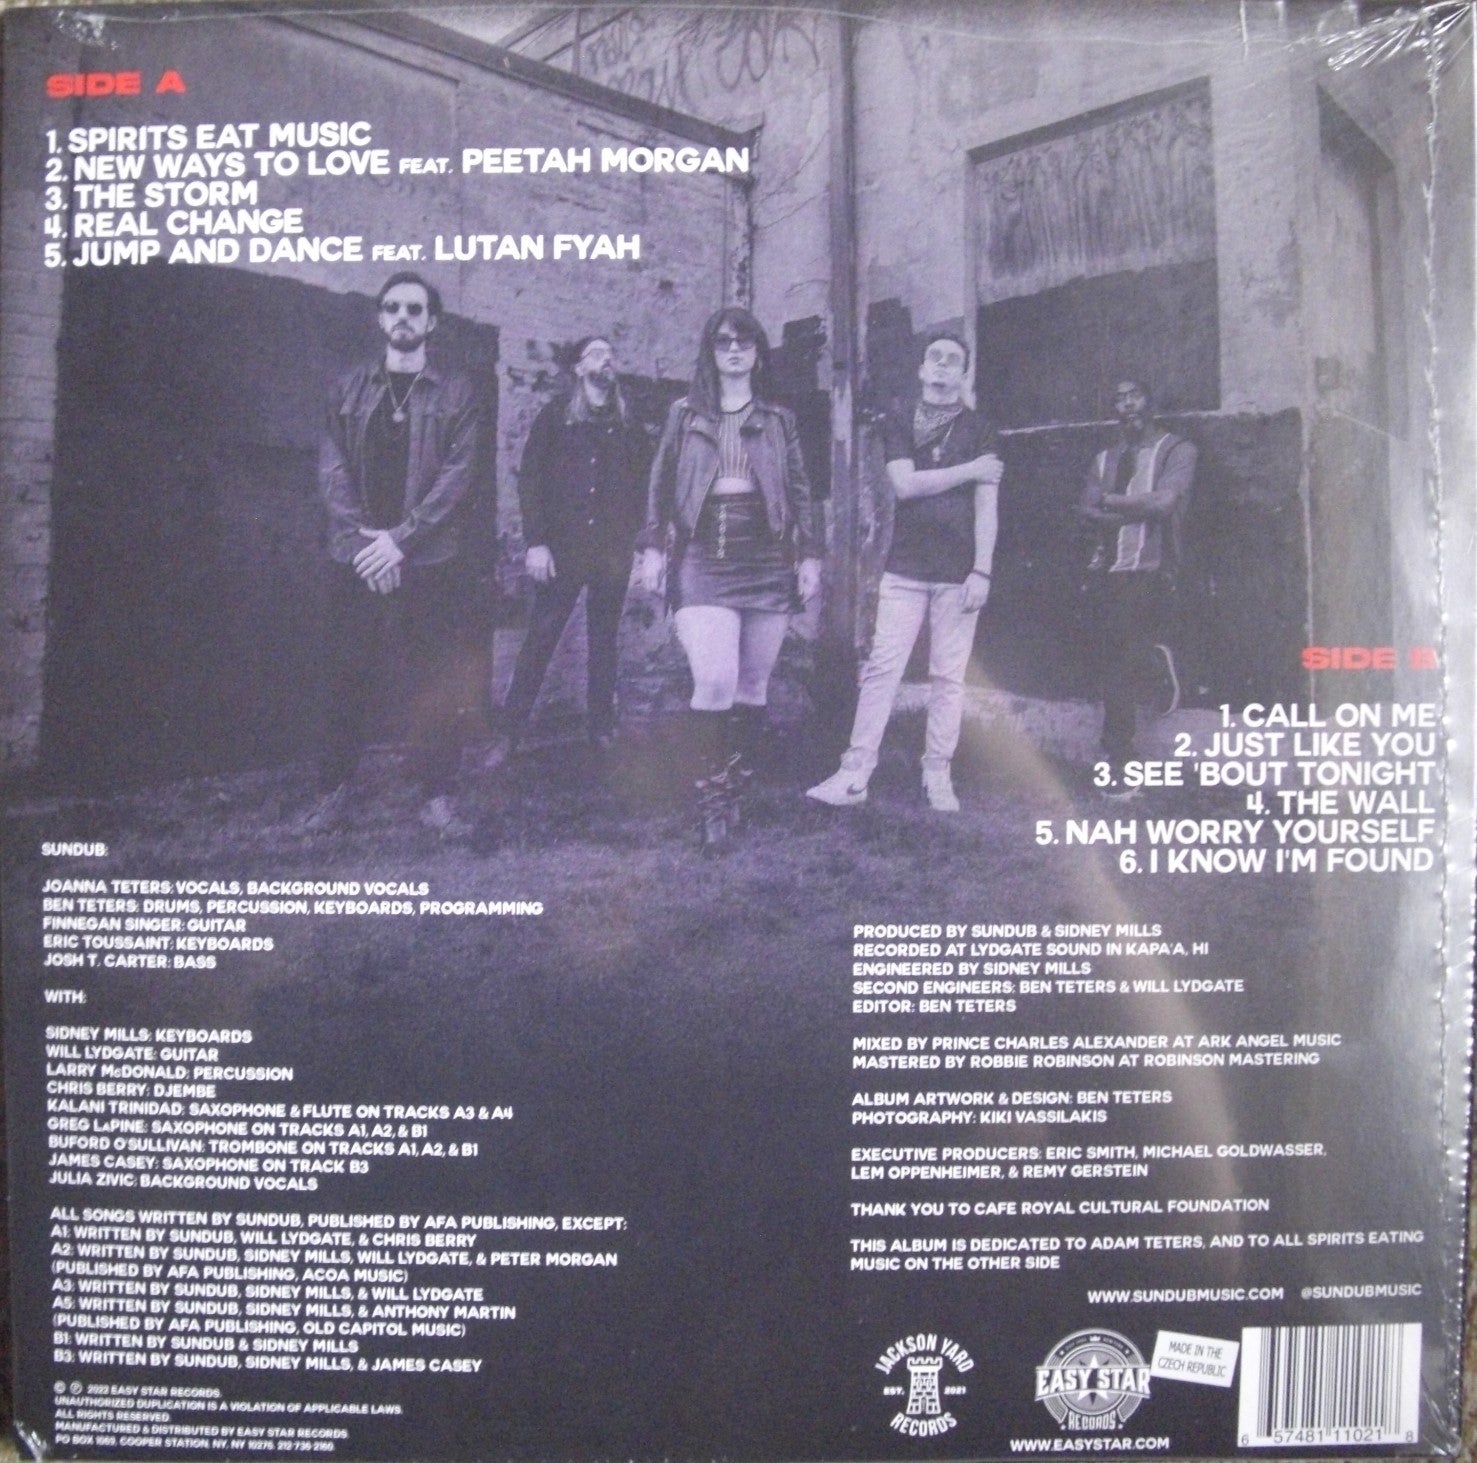 SIDE A
1. SPIRITS EAT MUSIC
2. NEW WAYS TO LOVE FEAT. PEETAH MORGAN
3. THE STORM
4. REAL CHANGE
5. JUMP AND DANCE FEAT. LUTAN FYAH
SIDE B
1. CALL ON ME
2. JUST LIKE YOU
3. SEE 'BOUT TONIGHT
4. THE WALL
5. NAH WORRY YOURSELF
6. I KNOW I'M FOUND
SUNDUB:
JOANNA TETERS: VOCALS, BACKGROUND VOCALS
BEN TETERS: DRUMS, PERCUSSION, KEYBOARDS, PROGRAMMING
FINNEGAN SINGER: GUITAR
ERIC TOUSSAINT: KEYBOARDS
JOSH T. CARTER: BASS
WITH:
SIDNEY MILLS: KEYBOARDS
WILL LYDGATE: GUITAR
LARRY McDONALD: PERCUSSION
CHRIS BERRY: DJEMBE
KALANI TRINIDAD: SAXOPHONE & FLUTE ON TRACKS A3 & A4
GREG LaPINE: SAXOPHONE ON TRACKS A1, A2, & B1
BUFORD O'SULLIVAN: TROMBONE ON TRACKS A1, A2, & B1
JAMES CASEY: SAXOPHONE ON TRACK B3
JULIA ZIVIC: BACKGROUND VOCALS
ALL SONGS WRITTEN BY SUNDUB, PUBLISHED BY AFA PUBLISHING, EXCEPT:
A1: WRITTEN BY SUNDUB, WILL LYDGATE, & CHRIS BERRY
A2: WRITTEN BY SUNDUB, SIDNEY MILLS, WILL LYDGATE, & PETER MORGAN
(PUBLISHED BY AFA PUBLISHING, ACOA MUSIC)
A3: WRITTEN BY SUNDUB, SIDNEY MILLS, & WILL LYDGATE
A5: WRITTEN BY SUNDUB, SIDNEY MILLS, & ANTHONY MARTIN
(PUBLISHED BY AFA PUBLISHING, OLD CAPITOL MUSIC)
B1: WRITTEN BY SUNDUB & SIDNEY MILLS
B3: WRITTEN BY SUNDUB, SIDNEY MILLS, & JAMES CASEY
© ℗ 2022 EASY STAR RECORDS.
UNAUTHORIZED DUPLICATION IS A VIOLATION OF APPLICABLE LAWS.
ALL RIGHTS RESERVED.
MANUFACTURED & DISTRIBUTED BY EASY STAR RECORDS
PO BOX 1069, COOPER STATION, NY, NY 10276. 212-736-2160.
PRODUCED BY SUNDUB & SIDNEY MILLS
RECORDED AT LYDGATE SOUND IN KAPA'A, HI
ENGINEERED BY SIDNEY MILLS
SECOND ENGINEERS: BEN TETERS & WILL LYDGATE
EDITOR: BEN TETERS
MIXED BY PRINCE CHARLES ALEXANDER AT ARK ANGEL MUSIC
MASTERED BY ROBBIE ROBINSON AT ROBINSON MASTERING
ALBUM ARTWORK & DESIGN: BEN TETERS
PHOTOGRAPHY: KIKI VASSILAKIS
EXECUTIVE PRODUCERS: ERIC SMITH, MICHAEL GOLDWASSER,
LEM OPPENHEIMER, & REMY GERSTEIN
THANK YOU TO CAFE ROYAL CULTURAL FOUNDATION
THIS ALBUM IS DEDICATED TO ADAM TETERS, AND TO ALL SPIRITS EATING
MUSIC ON THE OTHER SIDE
WWW.SUNDUBMUSIC.COM @SUNDUBMUSIC
JACKSON YARD
EST. 2021
RECORDS
EASY STAR
RECORDS
WWW.EASYSTAR.COM
MADE IN THE
CZECH REPUBLIC
6 57481 11021 8